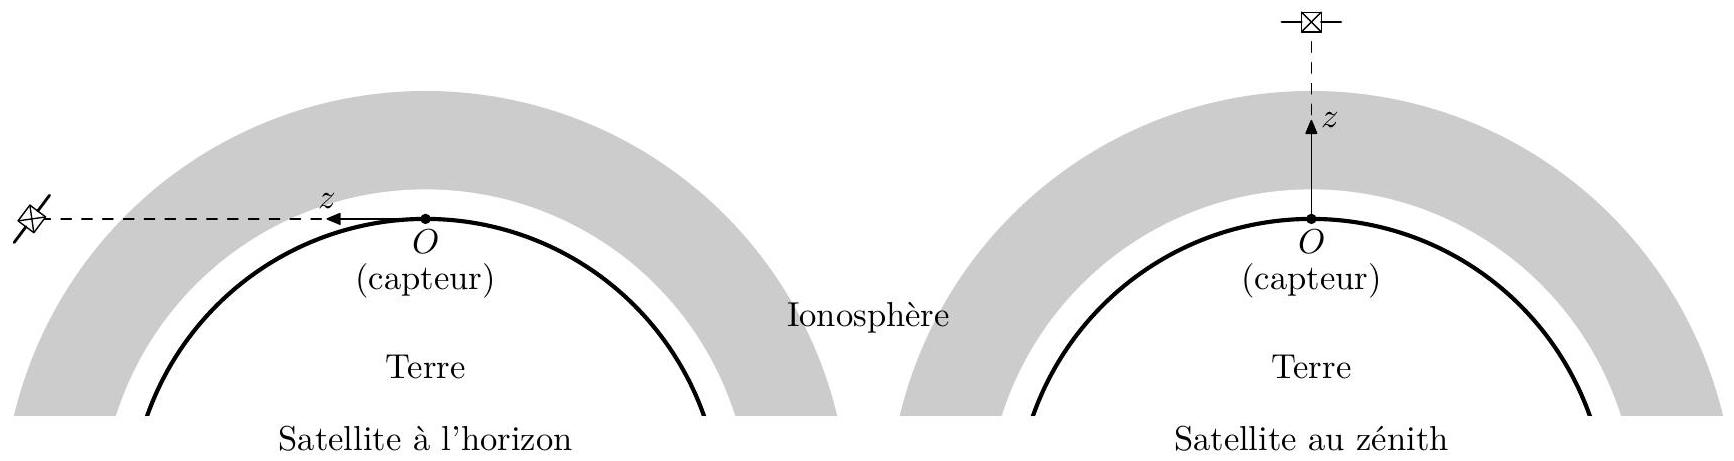 z
z
O
O
(capteur)
(capteur)
Ionosphère
Terre
Terre
Satellite à l'horizon
Satellite au zénith